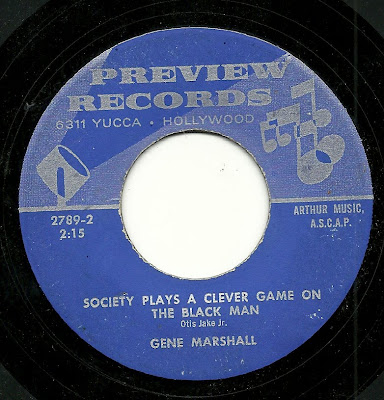 PREVIEW
RECORDS
6311 YUCCA • HOLLYWOOD
2789-2
2:15
ARTHUR MUSIC,
A.S.C.A.P.
SOCIETY PLAYS A CLEVER GAME ON
THE BLACK MAN
Otis Jake Jr.
GENE MARSHALL